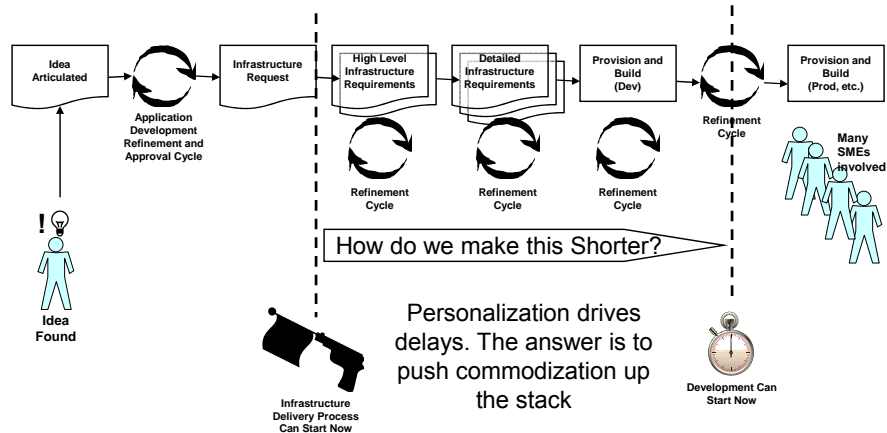 Idea
Articulated
Application
Development
Refinement and
Approval Cycle
Infrastructure
Request
High Level
Infrastructure
Requirements
Detailed
Infrastructure
Requirements
Provision and
Build
(Dev)
Refinement
Cycle
Provision and
Build
(Prod, etc.)
Refinement
Cycle
Refinement
Cycle
Refinement
Cycle
Many
SMEs
involved
!
Idea
Found
How do we make this Shorter?
Personalization drives
delays. The answer is to
push commodization up
the stack
Infrastructure
Delivery Process
Can Start Now
Development Can
Start Now